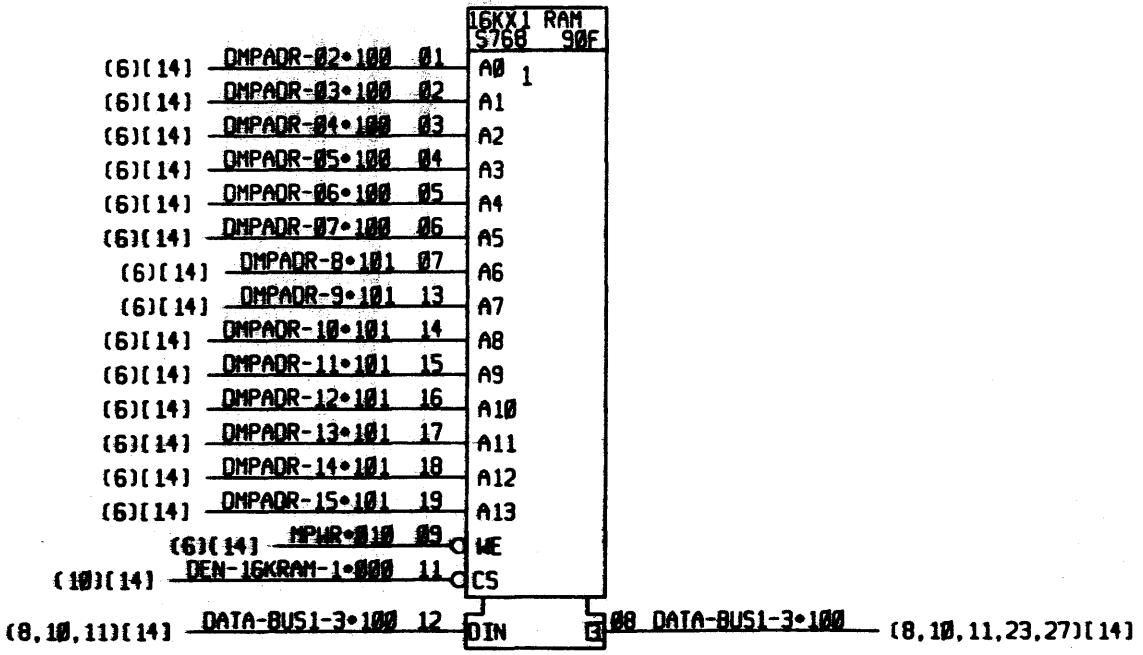 16KX1 RAM
S768 90F
(6)[14] DMPADR-02•100 01 A0 1
(6)[14] DMPADR-03•100 02 A1
(6)[14] DMPADR-04•100 03 A2
(6)[14] DMPADR-05•100 04 A3
(6)[14] DMPADR-06•100 05 A4
(6)[14] DMPADR-07•100 06 A5
(6)[14] DMPADR-8•101 07 A6
(6)[14] DMPADR-9•101 13 A7
(6)[14] DMPADR-10•101 14 A8
(6)[14] DMPADR-11•101 15 A9
(6)[14] DMPADR-12•101 16 A10
(6)[14] DMPADR-13•101 17 A11
(6)[14] DMPADR-14•101 18 A12
(6)[14] DMPADR-15•101 19 A13
(6)[14] MPWR•010 09 WE
(10)[14] DEN-16KRAM-1•000 11 CS
(8,10,11)[14] DATA-BUS1-3•100 12 DIN 3 08 DATA-BUS1-3•100 (8,10,11,23,27)[14]